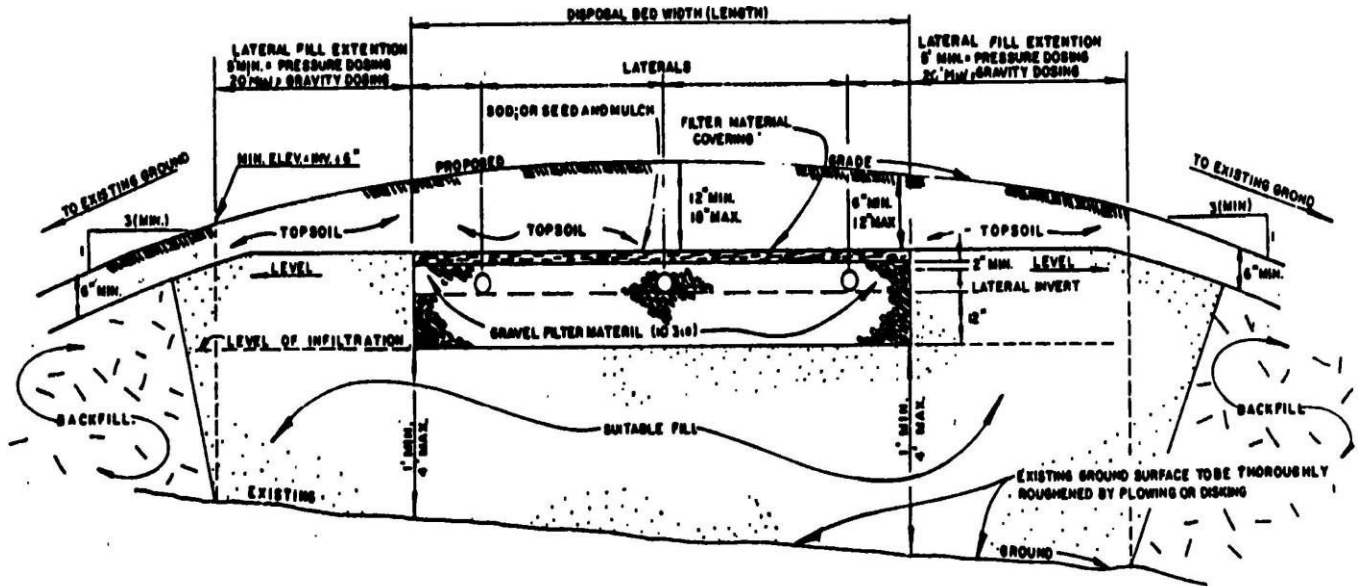 DISPOSAL BED WIDTH (LENGTH)
LATERAL FILL EXTENTION
5' MIN. = PRESSURE DOSING
20' MIN. = GRAVITY DOSING
LATERALS
LATERAL FILL EXTENTION
5' MIN. = PRESSURE DOSING
GRAVITY DOSING
SOD; OR SEED AND MULCH
FILTER MATERIAL
COVERING
MIN. ELEV. = INV. + 6"
PROPOSED
GRADE
TO EXISTING GROUND
TO EXISTING GROND
3 (MIN.)
1
12" MIN.
18" MAX.
6" MIN.
12" MAX
3 (MIN)
1
TOPSOIL
TOPSOIL
TOPSOIL
LEVEL
2" MIN.
LEVEL
6" MIN.
6" MIN.
LATERAL INVERT
12"
GRAVEL FILTER MATERIL
LEVEL OF INFILTRATION
BACKFILL.
SUITABLE FILL
BACKFILL
1' MIN.
4' MAX.
1' MIN
4' MAX.
EXISTING GROUND SURFACE TO BE THOROUGHLY
ROUGHENED BY PLOWING OR DISKING
EXISTING
GROUND